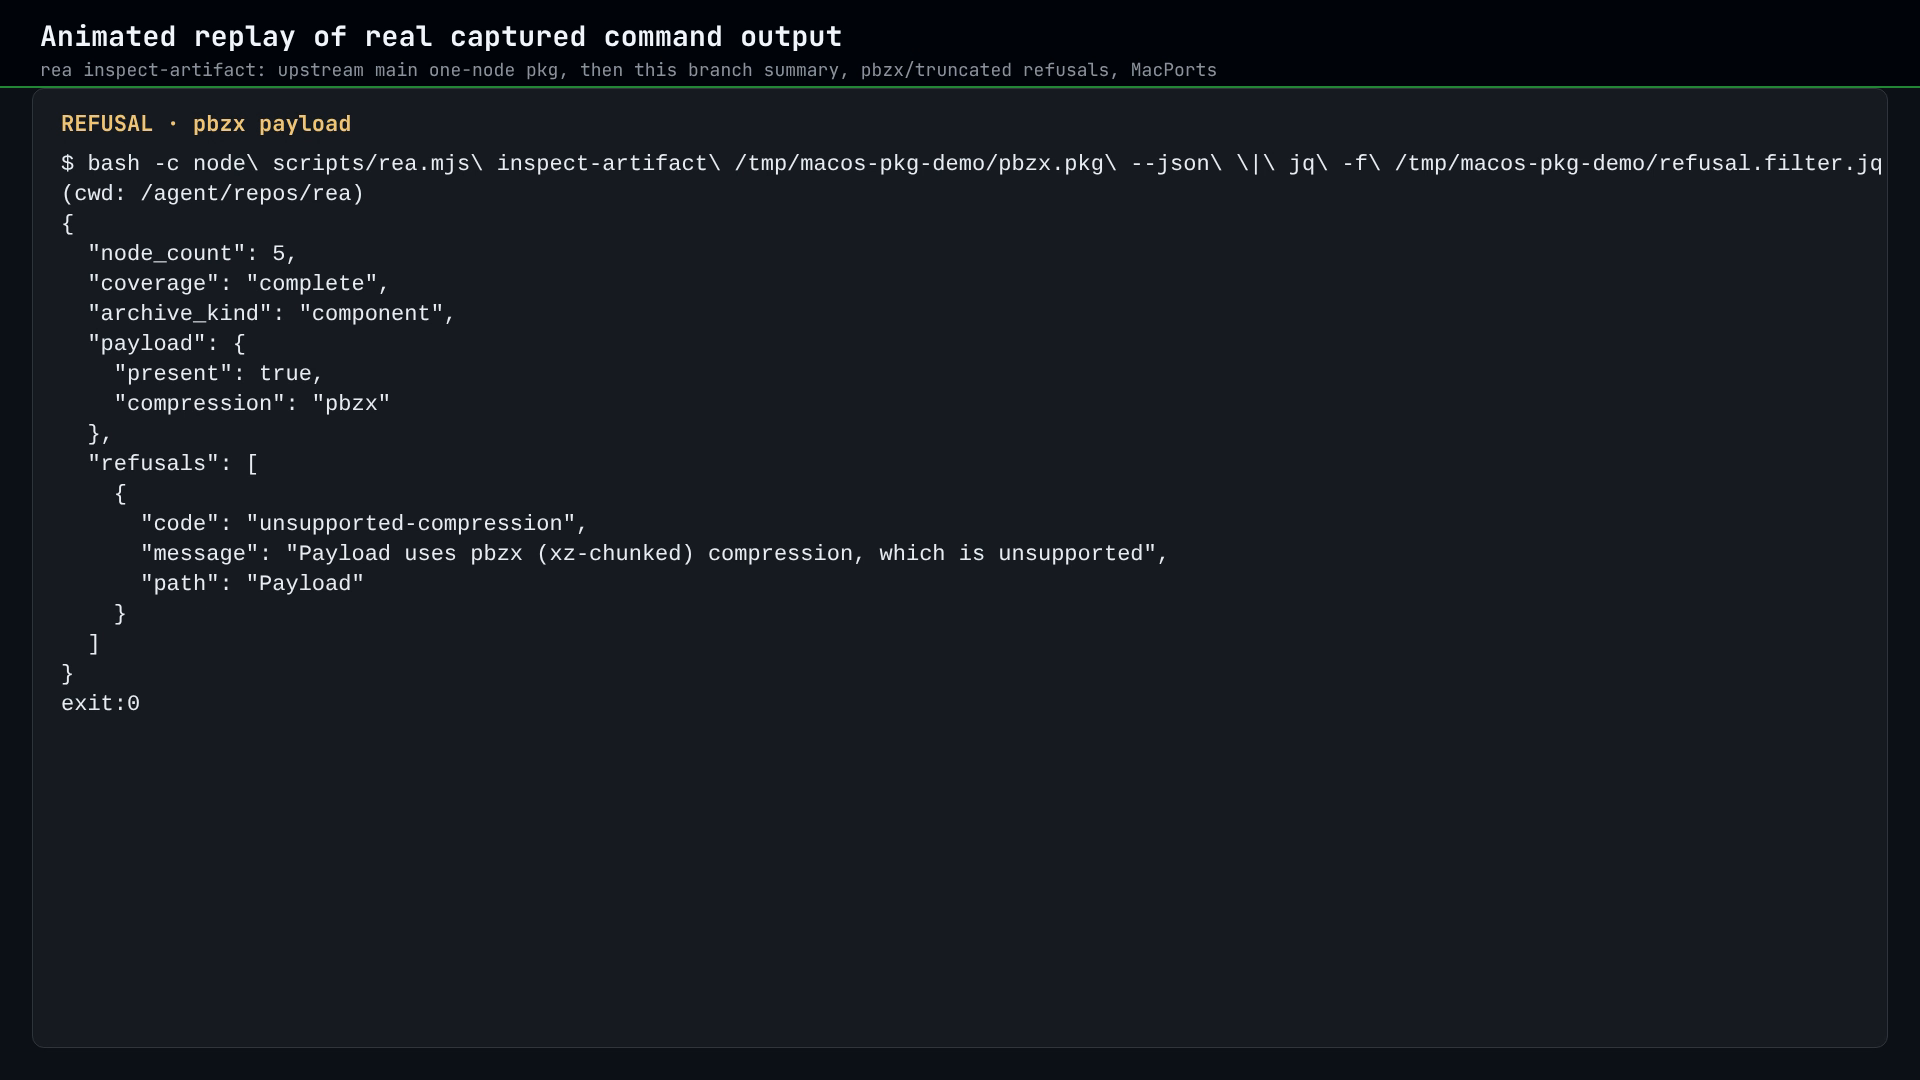 Animated replay of real captured command output
rea inspect-artifact: upstream main one-node pkg, then this branch summary, pbzx/truncated refusals, MacPorts
REFUSAL · pbzx payload
$ bash -c node\ scripts/rea.mjs\ inspect-artifact\ /tmp/macos-pkg-demo/pbzx.pkg\ --json\ \|\ jq\ -f\ /tmp/macos-pkg-demo/refusal.filter.jq
(cwd: /agent/repos/rea)
{
  "node_count": 5,
  "coverage": "complete",
  "archive_kind": "component",
  "payload": {
    "present": true,
    "compression": "pbzx"
  },
  "refusals": [
    {
      "code": "unsupported-compression",
      "message": "Payload uses pbzx (xz-chunked) compression, which is unsupported",
      "path": "Payload"
    }
  ]
}
exit:0